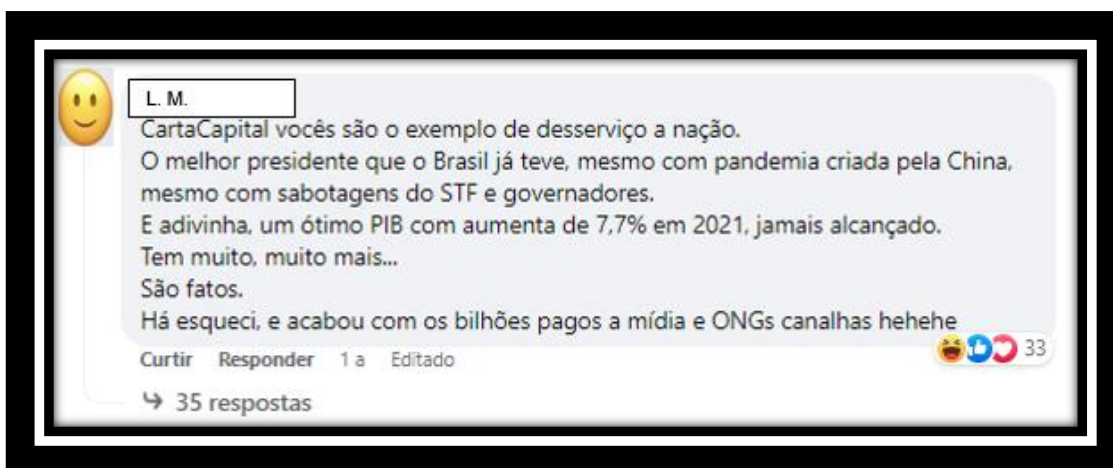 L. M.
CartaCapital vocês são o exemplo de desserviço a nação.
O melhor presidente que o Brasil já teve, mesmo com pandemia criada pela China,
mesmo com sabotagens do STF e governadores.
E adivinha, um ótimo PIB com aumenta de 7,7% em 2021, jamais alcançado.
Tem muito, muito mais...
São fatos.
Há esqueci, e acabou com os bilhões pagos a mídia e ONGs canalhas hehehe
Curtir Responder 1 a Editado 33
35 respostas